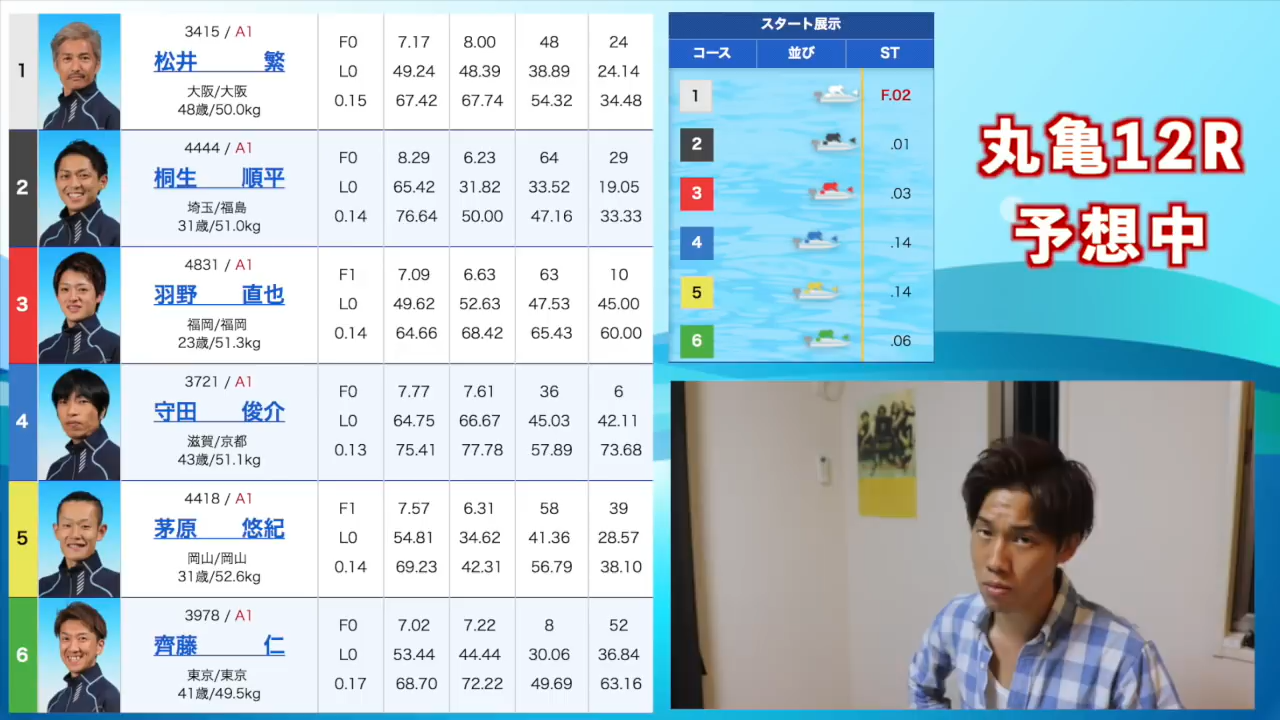 1
3415 / A1
松井 繁
大阪/大阪
48歳/50.0kg
F0
L0
0.15
7.17
49.24
67.42
8.00
48.39
67.74
48
38.89
54.32
24
24.14
34.48
2
4444 / A1
桐生 順平
埼玉/福島
31歳/51.0kg
F0
L0
0.14
8.29
65.42
76.64
6.23
31.82
50.00
64
33.52
47.16
29
19.05
33.33
3
4831 / A1
羽野 直也
福岡/福岡
23歳/51.3kg
F1
L0
0.14
7.09
49.62
64.66
6.63
52.63
68.42
63
47.53
65.43
10
45.00
60.00
4
3721 / A1
守田 俊介
滋賀/京都
43歳/51.1kg
F0
L0
0.13
7.77
64.75
75.41
7.61
66.67
77.78
36
45.03
57.89
6
42.11
73.68
5
4418 / A1
茅原 悠紀
岡山/岡山
31歳/52.6kg
F1
L0
0.14
7.57
54.81
69.23
6.31
34.62
42.31
58
41.36
56.79
39
28.57
38.10
6
3978 / A1
齊藤 仁
東京/東京
41歳/49.5kg
F0
L0
0.17
7.02
53.44
68.70
7.22
44.44
72.22
8
30.06
49.69
52
36.84
63.16
スタート展示
コース 並び ST
1 F.02
2 .01
3 .03
4 .14
5 .14
6 .06
丸亀12R
予想中